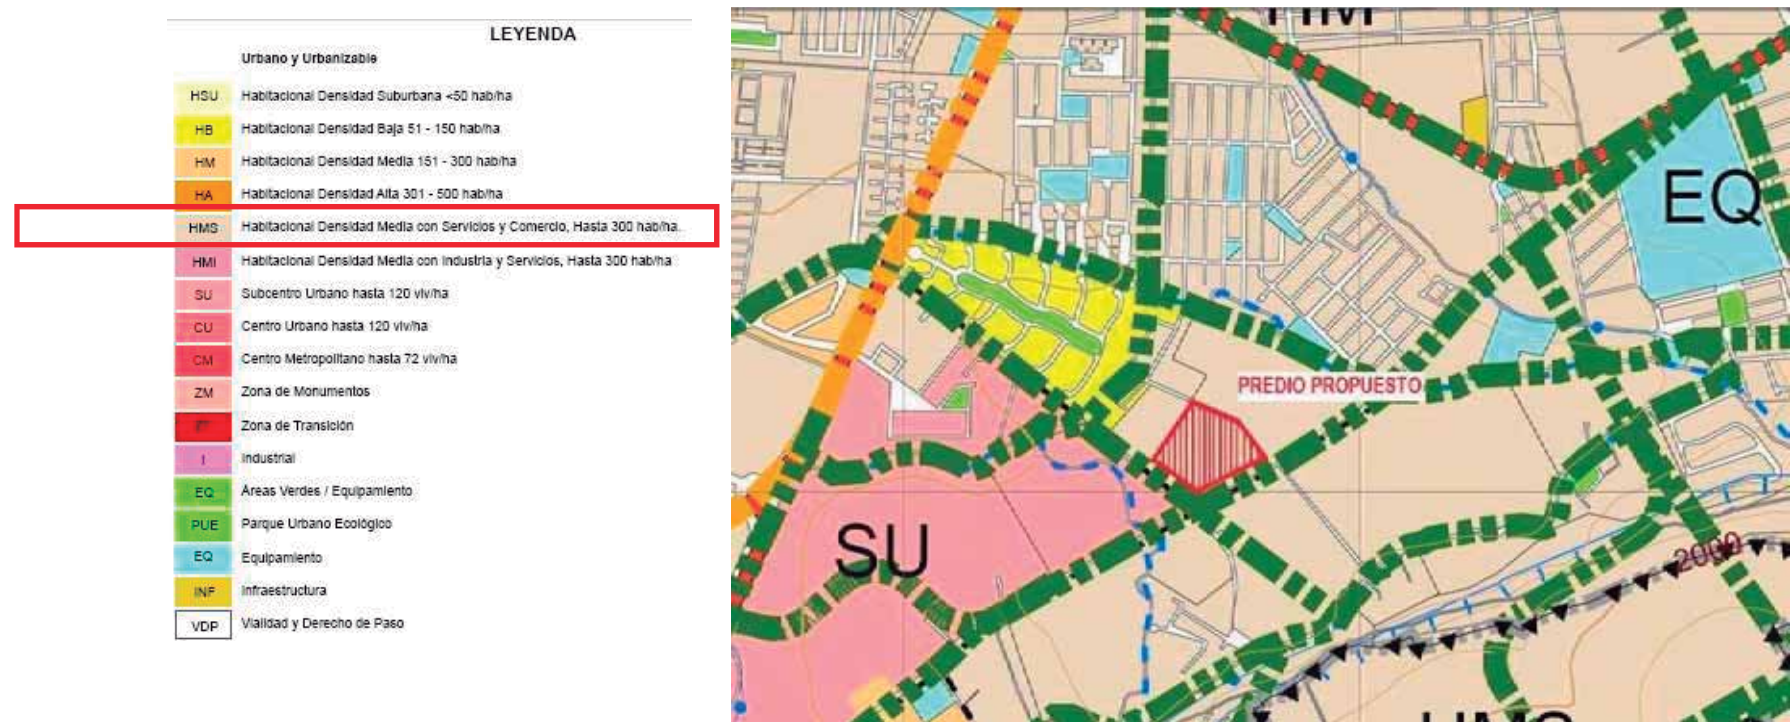 LEYENDA
Urbano y Urbanizable
HSU Habitacional Densidad Suburbana <50 hab/ha
HB Habitacional Densidad Baja 51 - 150 hab/ha
HM Habitacional Densidad Media 151 - 300 hab/ha
HA Habitacional Densidad Alta 301 - 500 hab/ha
HMS Habitacional Densidad Media con Servicios y Comercio, Hasta 300 hab/ha.
HMI Habitacional Densidad Media con Industria y Servicios, Hasta 300 hab/ha
SU Subcentro Urbano hasta 120 viv/ha
CU Centro Urbano hasta 120 viv/ha
CM Centro Metropolitano hasta 72 viv/ha
ZM Zona de Monumentos
Zona de Transición
I Industrial
EQ Áreas Verdes / Equipamiento
PUE Parque Urbano Ecológico
EQ Equipamiento
INF Infraestructura
VDP Vialidad y Derecho de Paso
HM
EQ
PREDIO PROPUESTO
SU
2000
HMS